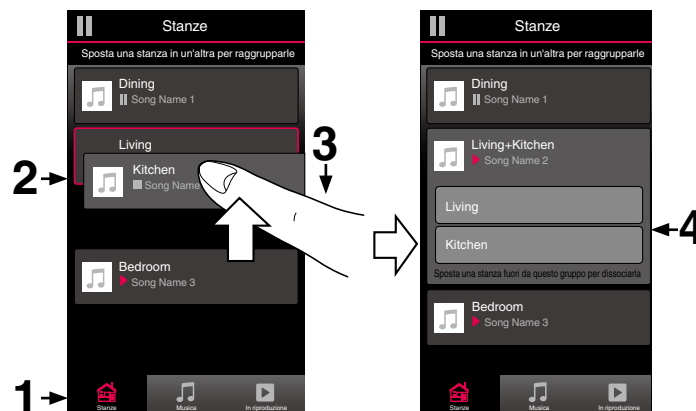 Stanze
Sposta una stanza in un'altra per raggrupparle
Dining
Song Name 1
Living
Kitchen
Song Name
Bedroom
Song Name 3
Stanze
Musica
In riproduzione
1
2
3
Stanze
Sposta una stanza in un'altra per raggrupparle
Dining
Song Name 1
Living+Kitchen
Song Name 2
Living
Kitchen
Sposta una stanza fuori da questo gruppo per dissociarla
Bedroom
Song Name 3
Stanze
Musica
In riproduzione
4